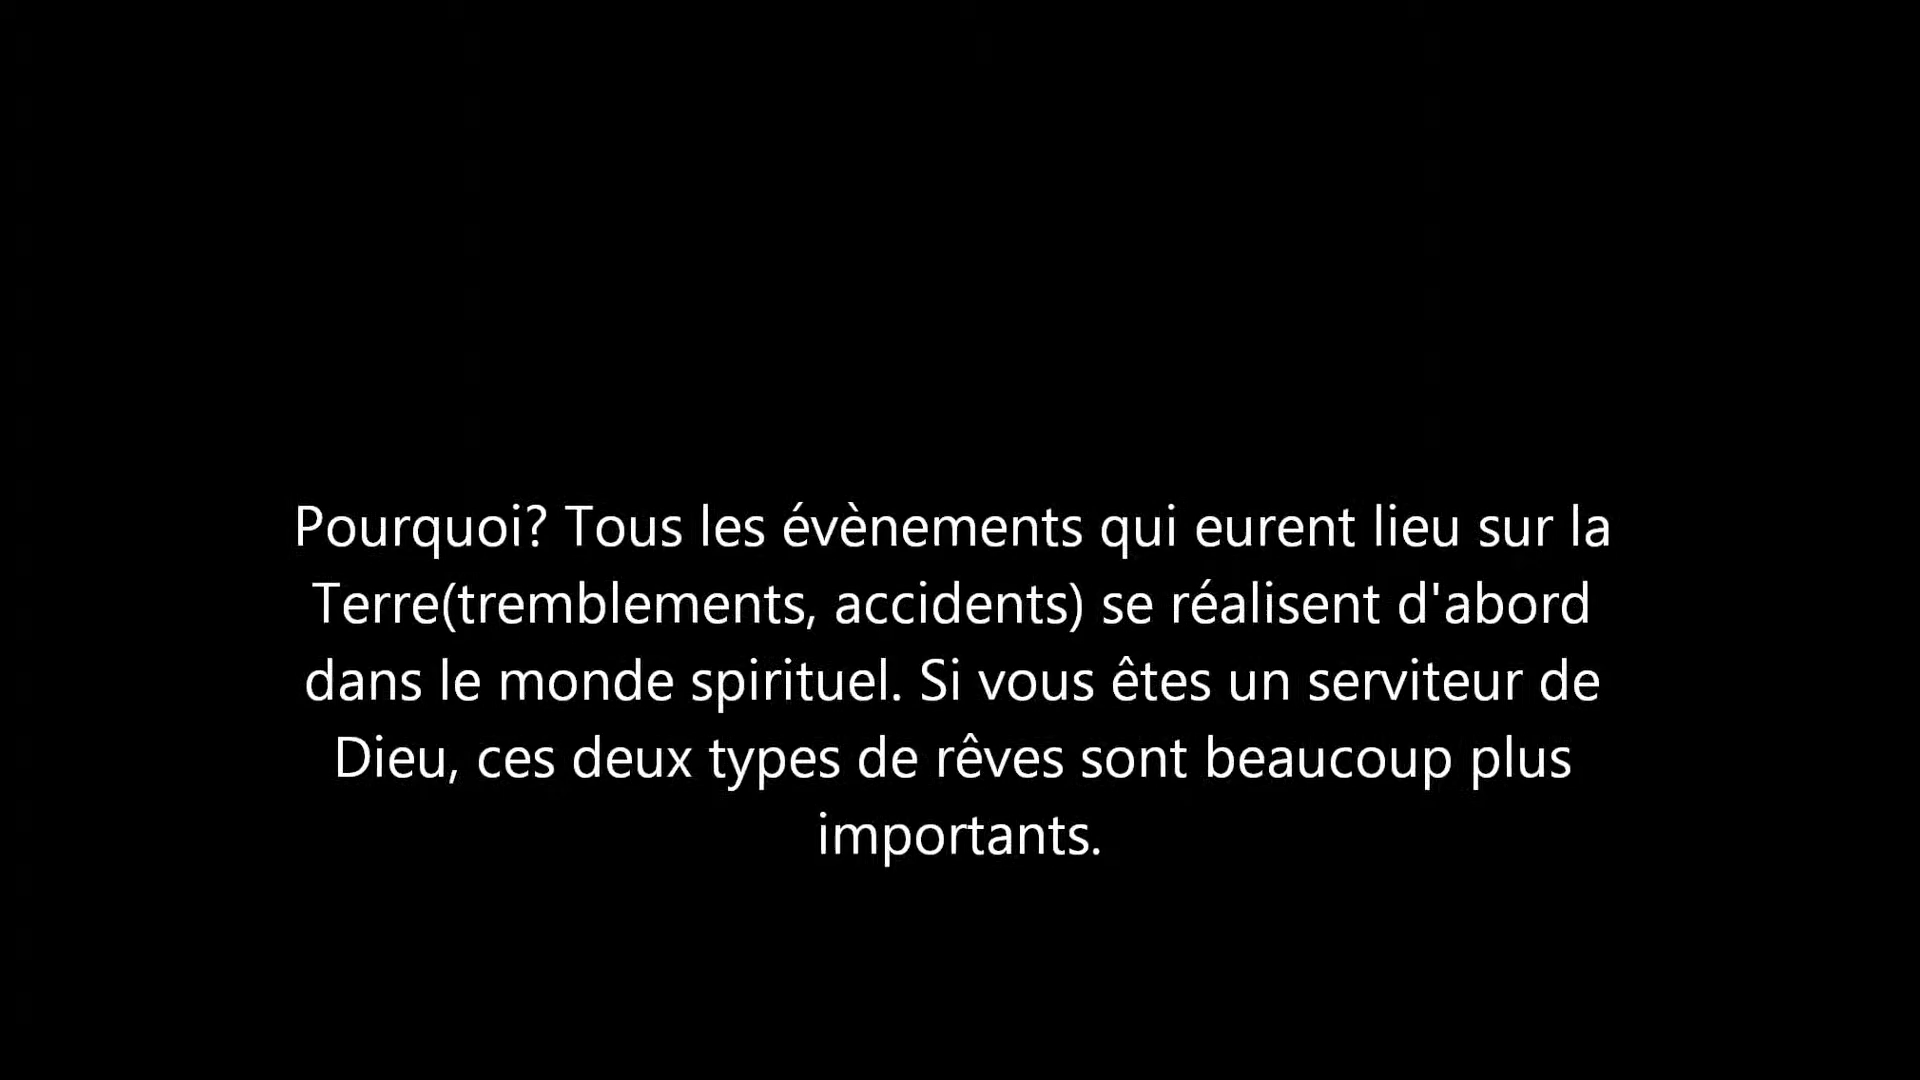 Pourquoi? Tous les évènements qui eurent lieu sur la
Terre(tremblements, accidents) se réalisent d'abord
dans le monde spirituel. Si vous êtes un serviteur de
Dieu, ces deux types de rêves sont beaucoup plus
importants.